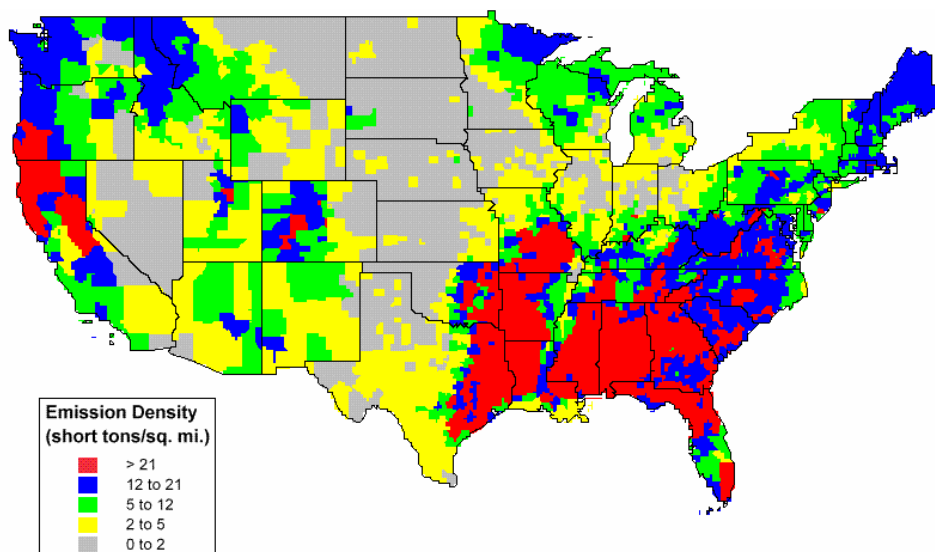 Emission Density
(short tons/sq. mi.)
> 21
12 to 21
5 to 12
2 to 5
0 to 2